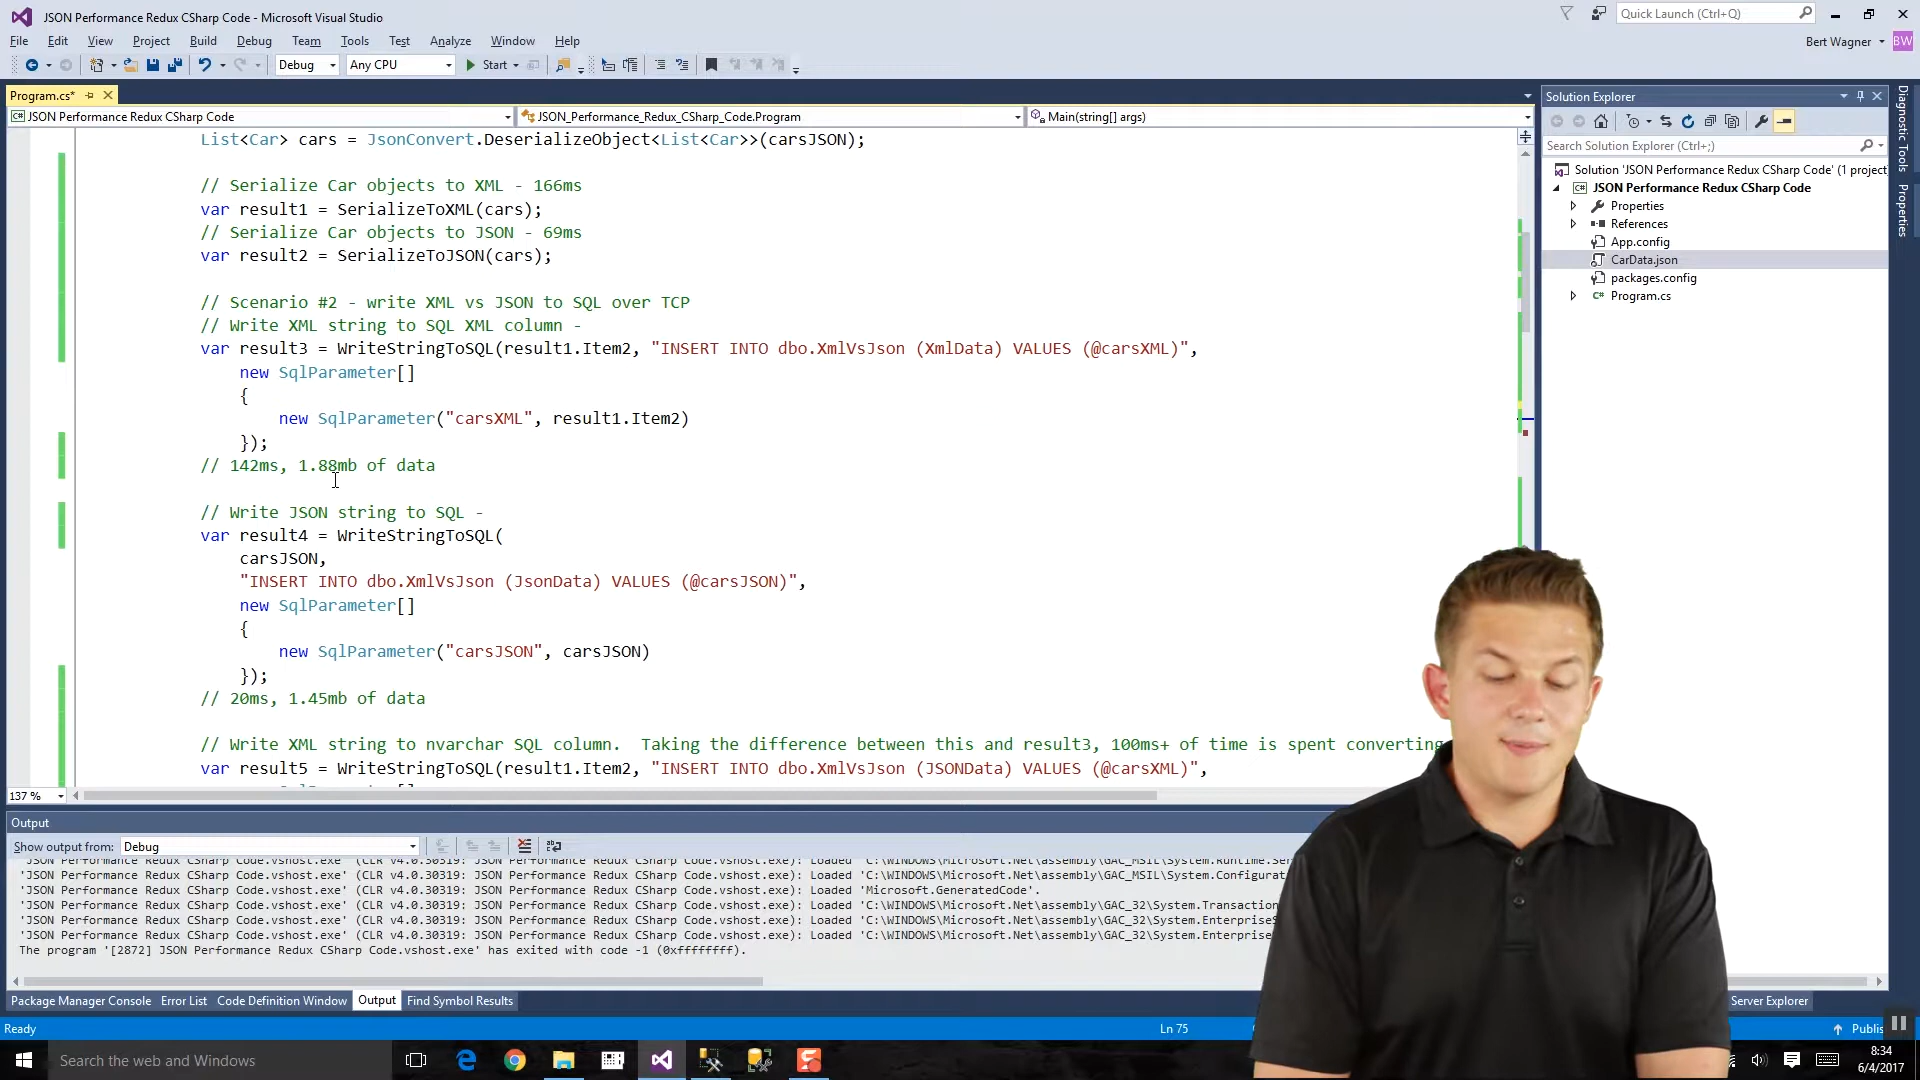 JSON Performance Redux CSharp Code - Microsoft Visual Studio
Quick Launch (Ctrl+Q)
File Edit View Project Build Debug Team Tools Test Analyze Window Help
Bert Wagner BW
Debug Any CPU Start
Program.cs*
JSON Performance Redux CSharp Code JSON_Performance_Redux_CSharp_Code.Program Main(string[] args)
List<Car> cars = JsonConvert.DeserializeObject<List<Car>>(carsJSON);
// Serialize Car objects to XML - 166ms
var result1 = SerializeToXML(cars);
// Serialize Car objects to JSON - 69ms
var result2 = SerializeToJSON(cars);
// Scenario #2 - write XML vs JSON to SQL over TCP
// Write XML string to SQL XML column -
var result3 = WriteStringToSQL(result1.Item2, "INSERT INTO dbo.XmlVsJson (XmlData) VALUES (@carsXML)",
new SqlParameter[]
{
new SqlParameter("carsXML", result1.Item2)
});
// 142ms, 1.88mb of data
// Write JSON string to SQL -
var result4 = WriteStringToSQL(
carsJSON,
"INSERT INTO dbo.XmlVsJson (JsonData) VALUES (@carsJSON)",
new SqlParameter[]
{
new SqlParameter("carsJSON", carsJSON)
});
// 20ms, 1.45mb of data
// Write XML string to nvarchar SQL column.  Taking the difference between this and result3, 100ms+ of time is spent converting
var result5 = WriteStringToSQL(result1.Item2, "INSERT INTO dbo.XmlVsJson (JSONData) VALUES (@carsXML)",
137 %
Solution Explorer
Search Solution Explorer (Ctrl+;)
Solution 'JSON Performance Redux CSharp Code' (1 project
JSON Performance Redux CSharp Code
Properties
References
App.config
CarData.json
packages.config
Program.cs
Diagnostic Tools
Properties
Output
Show output from: Debug
'JSON Performance Redux CSharp Code.vshost.exe' (CLR v4.0.30319: JSON Performance Redux CSharp Code.vshost.exe): Loaded 'C:\WINDOWS\Microsoft.Net\assembly\GAC_MSIL\System.Runtime.Ser
'JSON Performance Redux CSharp Code.vshost.exe' (CLR v4.0.30319: JSON Performance Redux CSharp Code.vshost.exe): Loaded 'C:\WINDOWS\Microsoft.Net\assembly\GAC_MSIL\System.Configurat
'JSON Performance Redux CSharp Code.vshost.exe' (CLR v4.0.30319: JSON Performance Redux CSharp Code.vshost.exe): Loaded 'Microsoft.GeneratedCode'.
'JSON Performance Redux CSharp Code.vshost.exe' (CLR v4.0.30319: JSON Performance Redux CSharp Code.vshost.exe): Loaded 'C:\WINDOWS\Microsoft.Net\assembly\GAC_32\System.Transaction
'JSON Performance Redux CSharp Code.vshost.exe' (CLR v4.0.30319: JSON Performance Redux CSharp Code.vshost.exe): Loaded 'C:\WINDOWS\Microsoft.Net\assembly\GAC_32\System.EnterpriseS
'JSON Performance Redux CSharp Code.vshost.exe' (CLR v4.0.30319: JSON Performance Redux CSharp Code.vshost.exe): Loaded 'C:\WINDOWS\Microsoft.Net\assembly\GAC_32\System.Enterprise
The program '[2872] JSON Performance Redux CSharp Code.vshost.exe' has exited with code -1 (0xffffffff).
Package Manager Console Error List Code Definition Window Output Find Symbol Results Server Explorer
Ready Ln 75 Publis
Search the web and Windows
8:34
6/4/2017